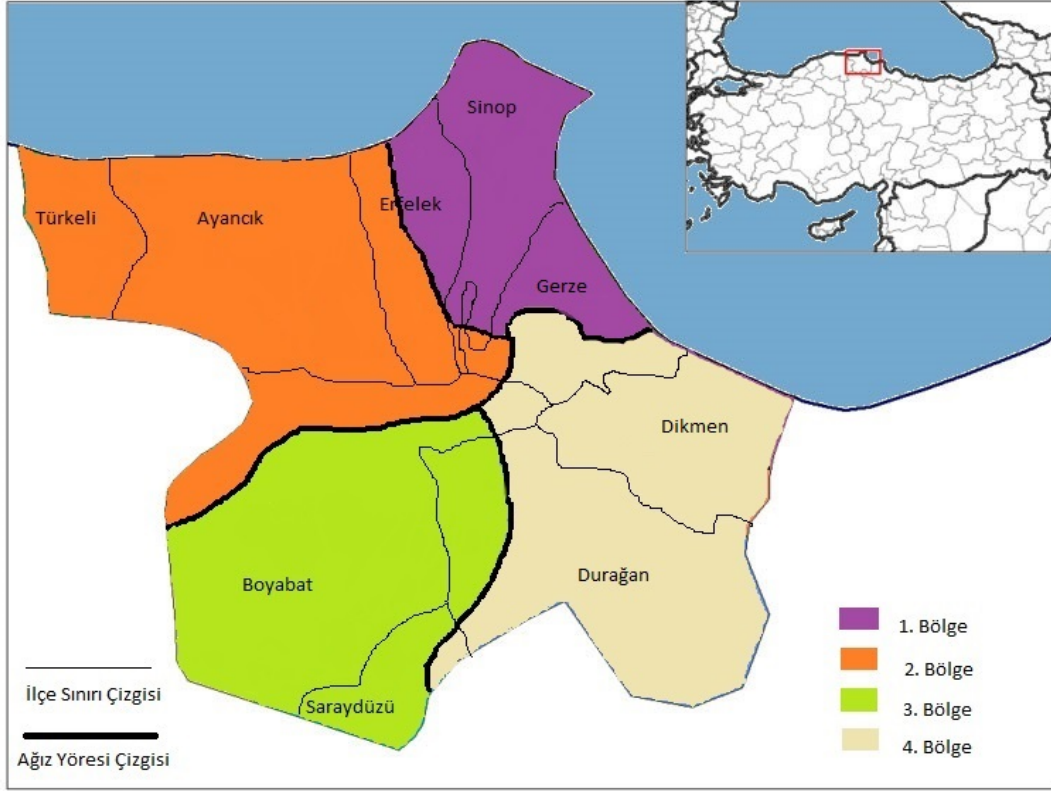 Sinop
Türkeli
Ayancık
Erfelek
Gerze
Dikmen
Boyabat
Durağan
Saraydüzü
İlçe Sınırı Çizgisi
Ağız Yöresi Çizgisi
1. Bölge
2. Bölge
3. Bölge
4. Bölge